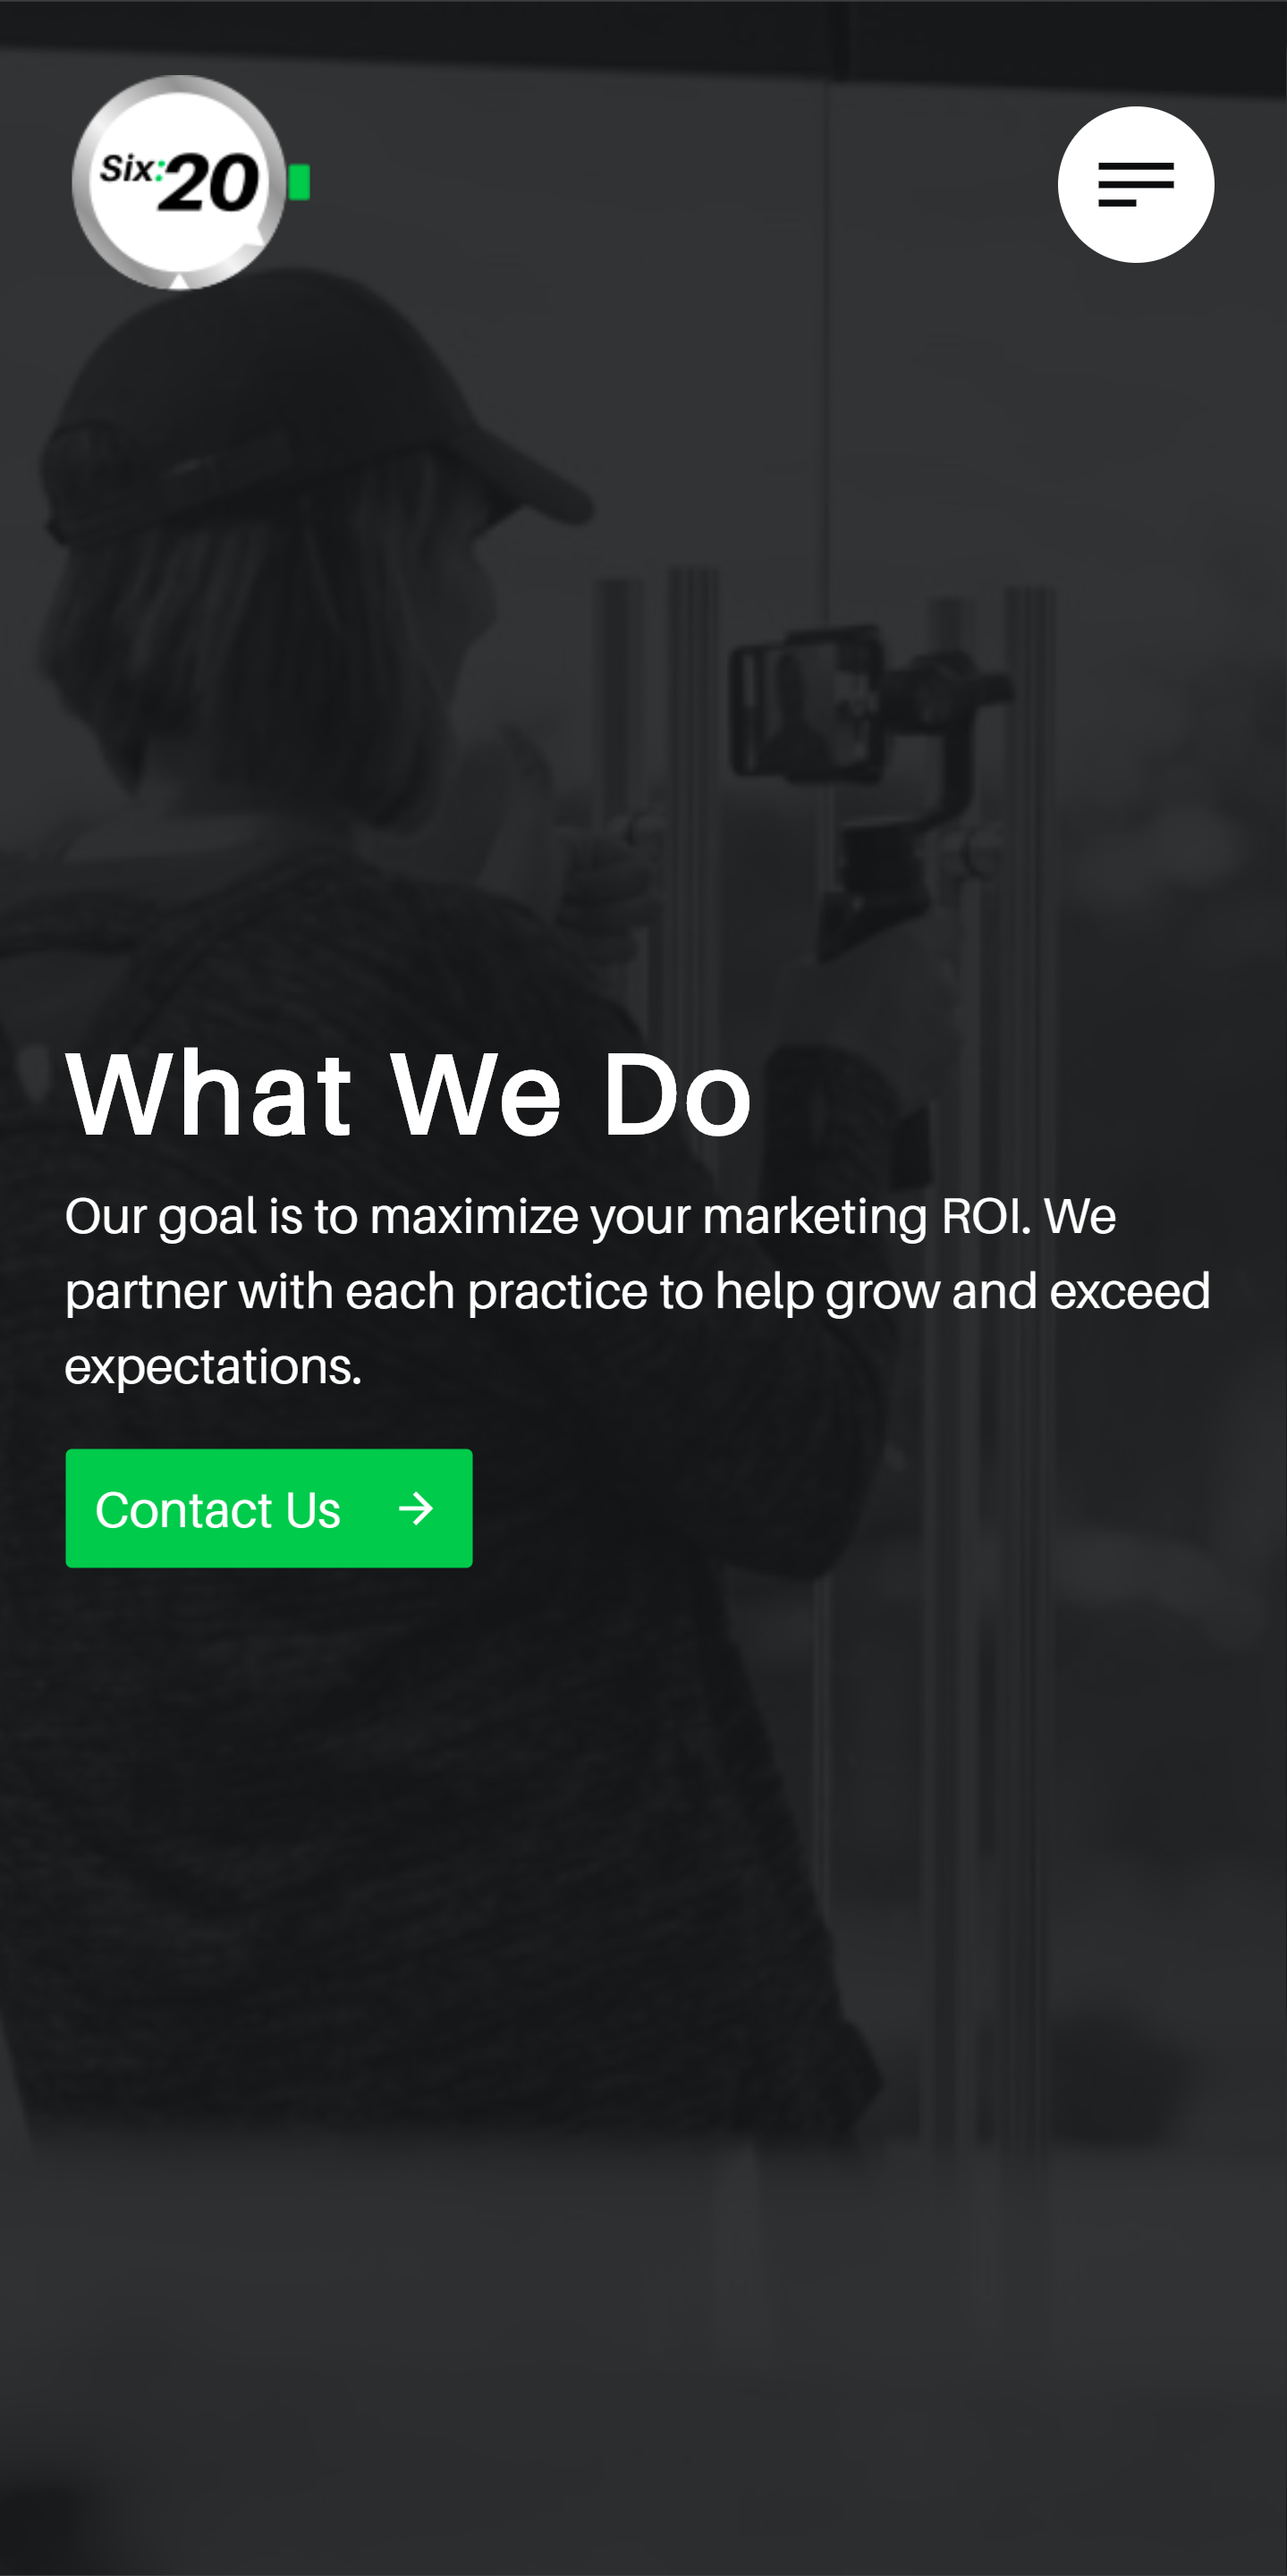 Six:20
What We Do
Our goal is to maximize your marketing ROI. We
partner with each practice to help grow and exceed
expectations.
Contact Us